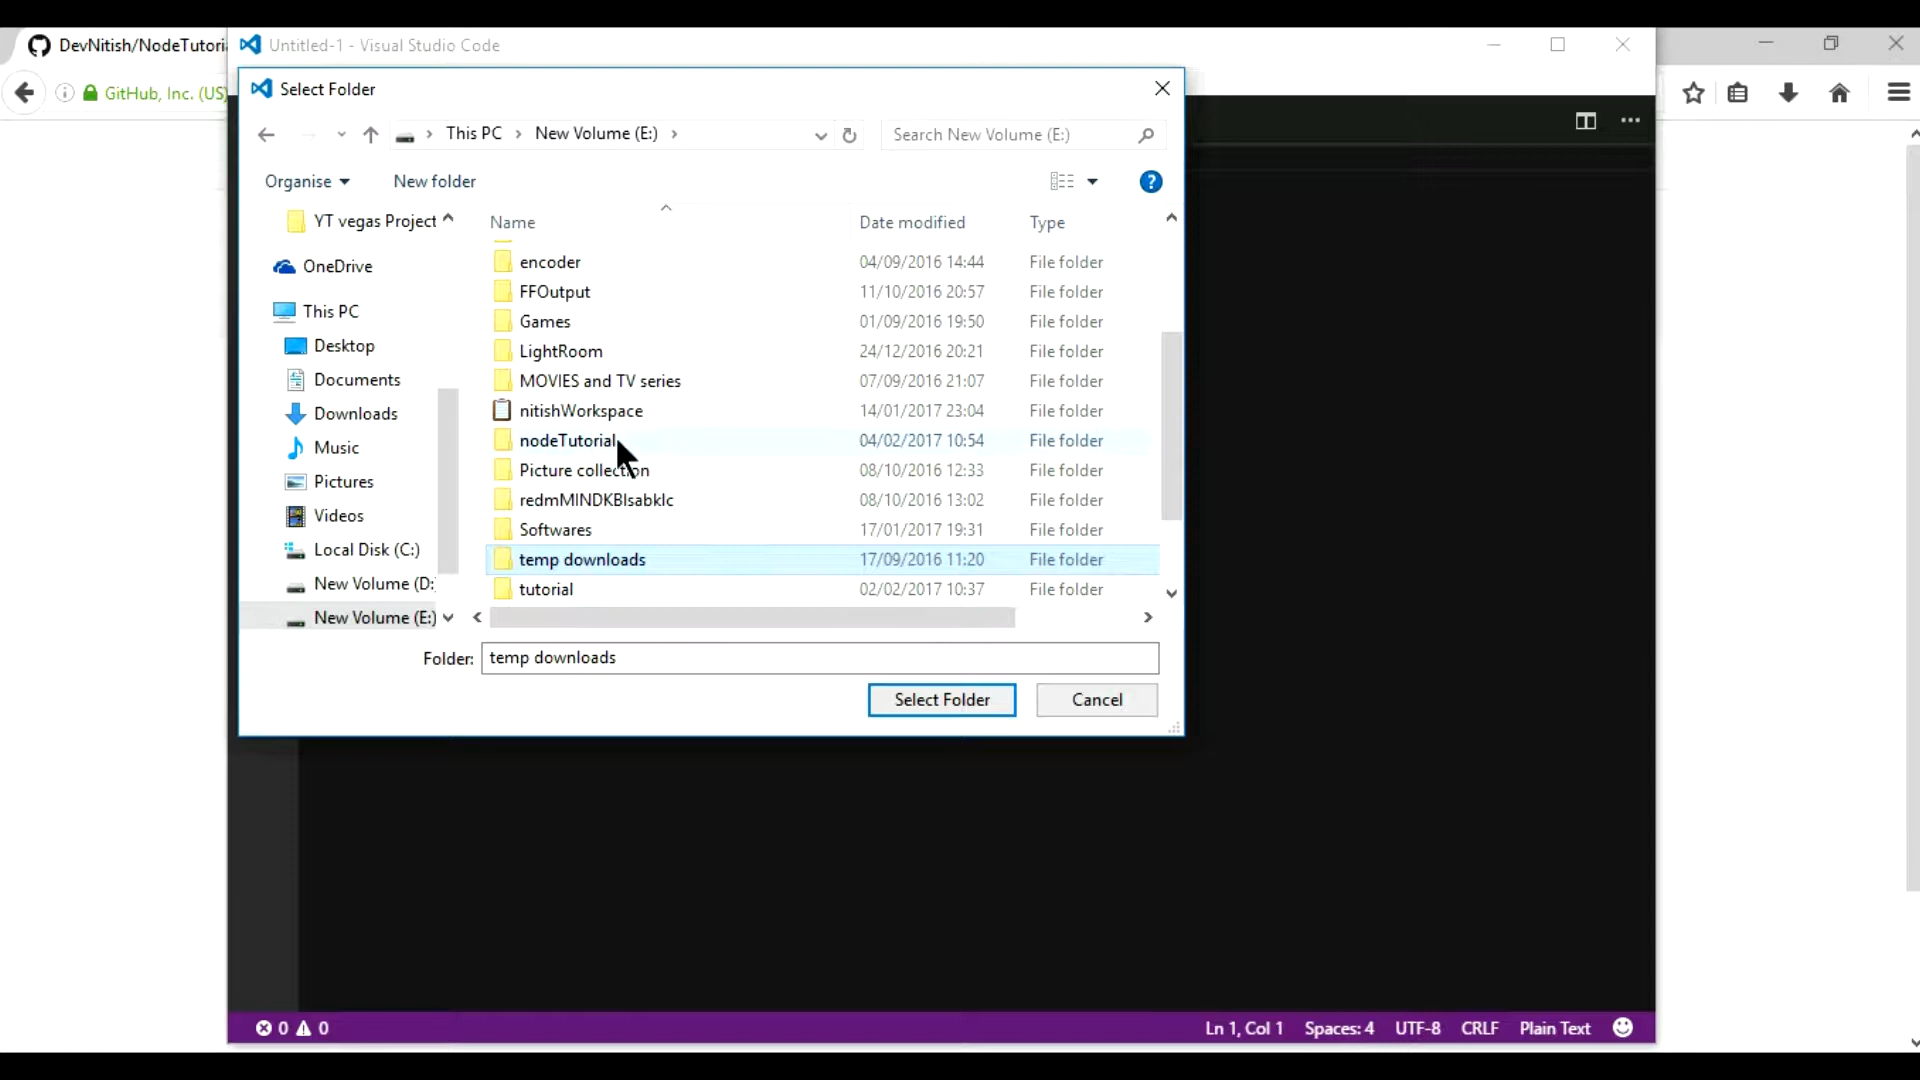 DevNitish/NodeTutoria
Untitled-1 - Visual Studio Code
GitHub, Inc. (US)
Select Folder
This PC > New Volume (E:) >
Search New Volume (E:)
Organise
New folder
YT vegas Project
OneDrive
This PC
Desktop
Documents
Downloads
Music
Pictures
Videos
Local Disk (C:)
New Volume (D:
New Volume (E:)
Name Date modified Type
encoder 04/09/2016 14:44 File folder
FFOutput 11/10/2016 20:57 File folder
Games 01/09/2016 19:50 File folder
LightRoom 24/12/2016 20:21 File folder
MOVIES and TV series 07/09/2016 21:07 File folder
nitishWorkspace 14/01/2017 23:04 File folder
nodeTutorial 04/02/2017 10:54 File folder
Picture collection 08/10/2016 12:33 File folder
redmMINDKBIsabklc 08/10/2016 13:02 File folder
Softwares 17/01/2017 19:31 File folder
temp downloads 17/09/2016 11:20 File folder
tutorial 02/02/2017 10:37 File folder
Folder: temp downloads
Select Folder
Cancel
0 0
Ln 1, Col 1 Spaces: 4 UTF-8 CRLF Plain Text